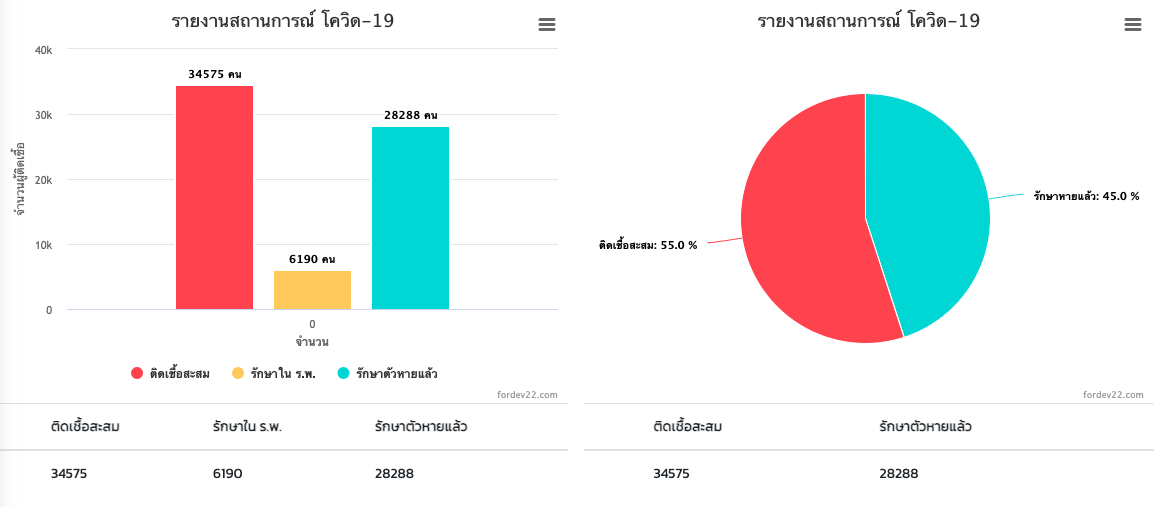 รายงานสถานการณ์ โควิด-19
40k
30k
20k
10k
0
จำนวนผู้ติดเชื้อ
34575 คน
6190 คน
28288 คน
0
จำนวน
ติดเชื้อสะสม รักษาใน ร.พ. รักษาตัวหายแล้ว
fordev22.com
ติดเชื้อสะสม รักษาใน ร.พ. รักษาตัวหายแล้ว
34575 6190 28288
รายงานสถานการณ์ โควิด-19
รักษาหายแล้ว: 45.0 %
ติดเชื้อสะสม: 55.0 %
fordev22.com
ติดเชื้อสะสม รักษาตัวหายแล้ว
34575 28288